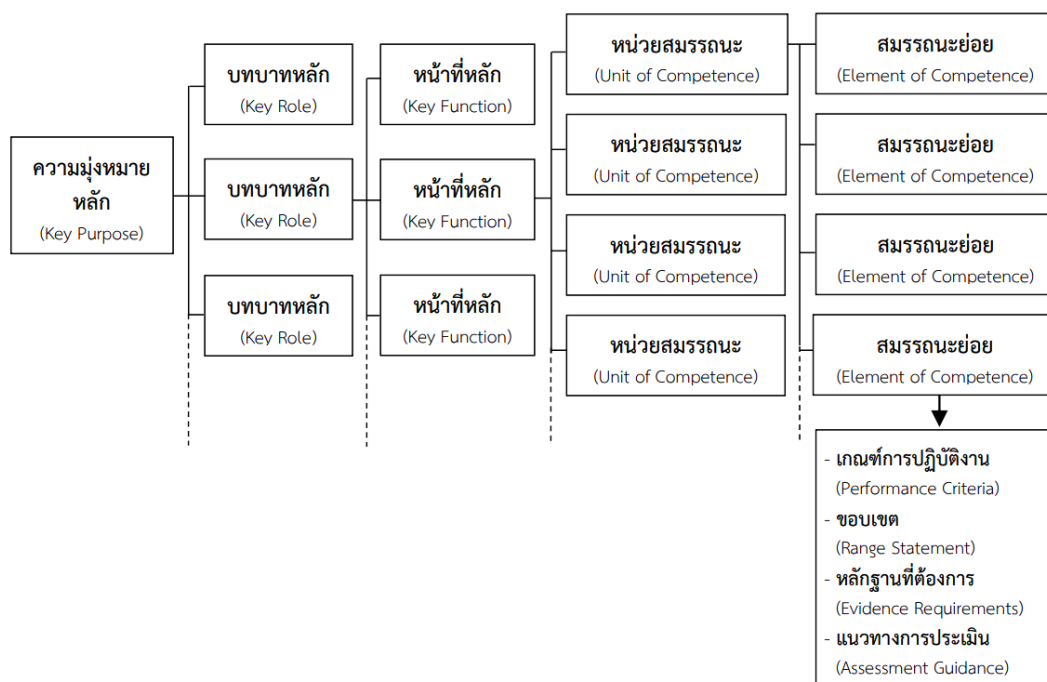 ความมุ่งหมาย
หลัก
(Key Purpose)
บทบาทหลัก
(Key Role)
บทบาทหลัก
(Key Role)
บทบาทหลัก
(Key Role)
หน้าที่หลัก
(Key Function)
หน้าที่หลัก
(Key Function)
หน้าที่หลัก
(Key Function)
หน่วยสมรรถนะ
(Unit of Competence)
หน่วยสมรรถนะ
(Unit of Competence)
หน่วยสมรรถนะ
(Unit of Competence)
หน่วยสมรรถนะ
(Unit of Competence)
สมรรถนะย่อย
(Element of Competence)
สมรรถนะย่อย
(Element of Competence)
สมรรถนะย่อย
(Element of Competence)
สมรรถนะย่อย
(Element of Competence)
- เกณฑ์การปฏิบัติงาน
(Performance Criteria)
- ขอบเขต
(Range Statement)
- หลักฐานที่ต้องการ
(Evidence Requirements)
- แนวทางการประเมิน
(Assessment Guidance)